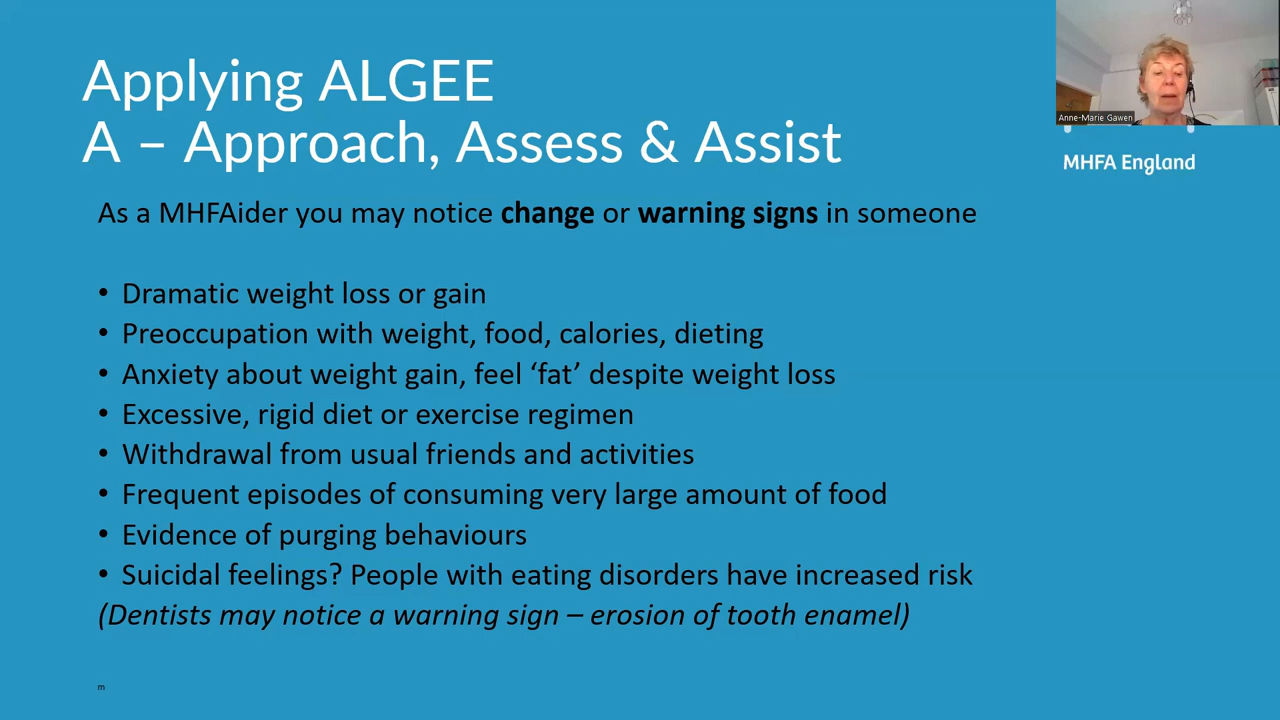 Applying ALGEE
A – Approach, Assess & Assist
Anne-Marie Gawen
MHFA England
As a MHFAider you may notice change or warning signs in someone
• Dramatic weight loss or gain
• Preoccupation with weight, food, calories, dieting
• Anxiety about weight gain, feel ‘fat’ despite weight loss
• Excessive, rigid diet or exercise regimen
• Withdrawal from usual friends and activities
• Frequent episodes of consuming very large amount of food
• Evidence of purging behaviours
• Suicidal feelings? People with eating disorders have increased risk
(Dentists may notice a warning sign – erosion of tooth enamel)
m